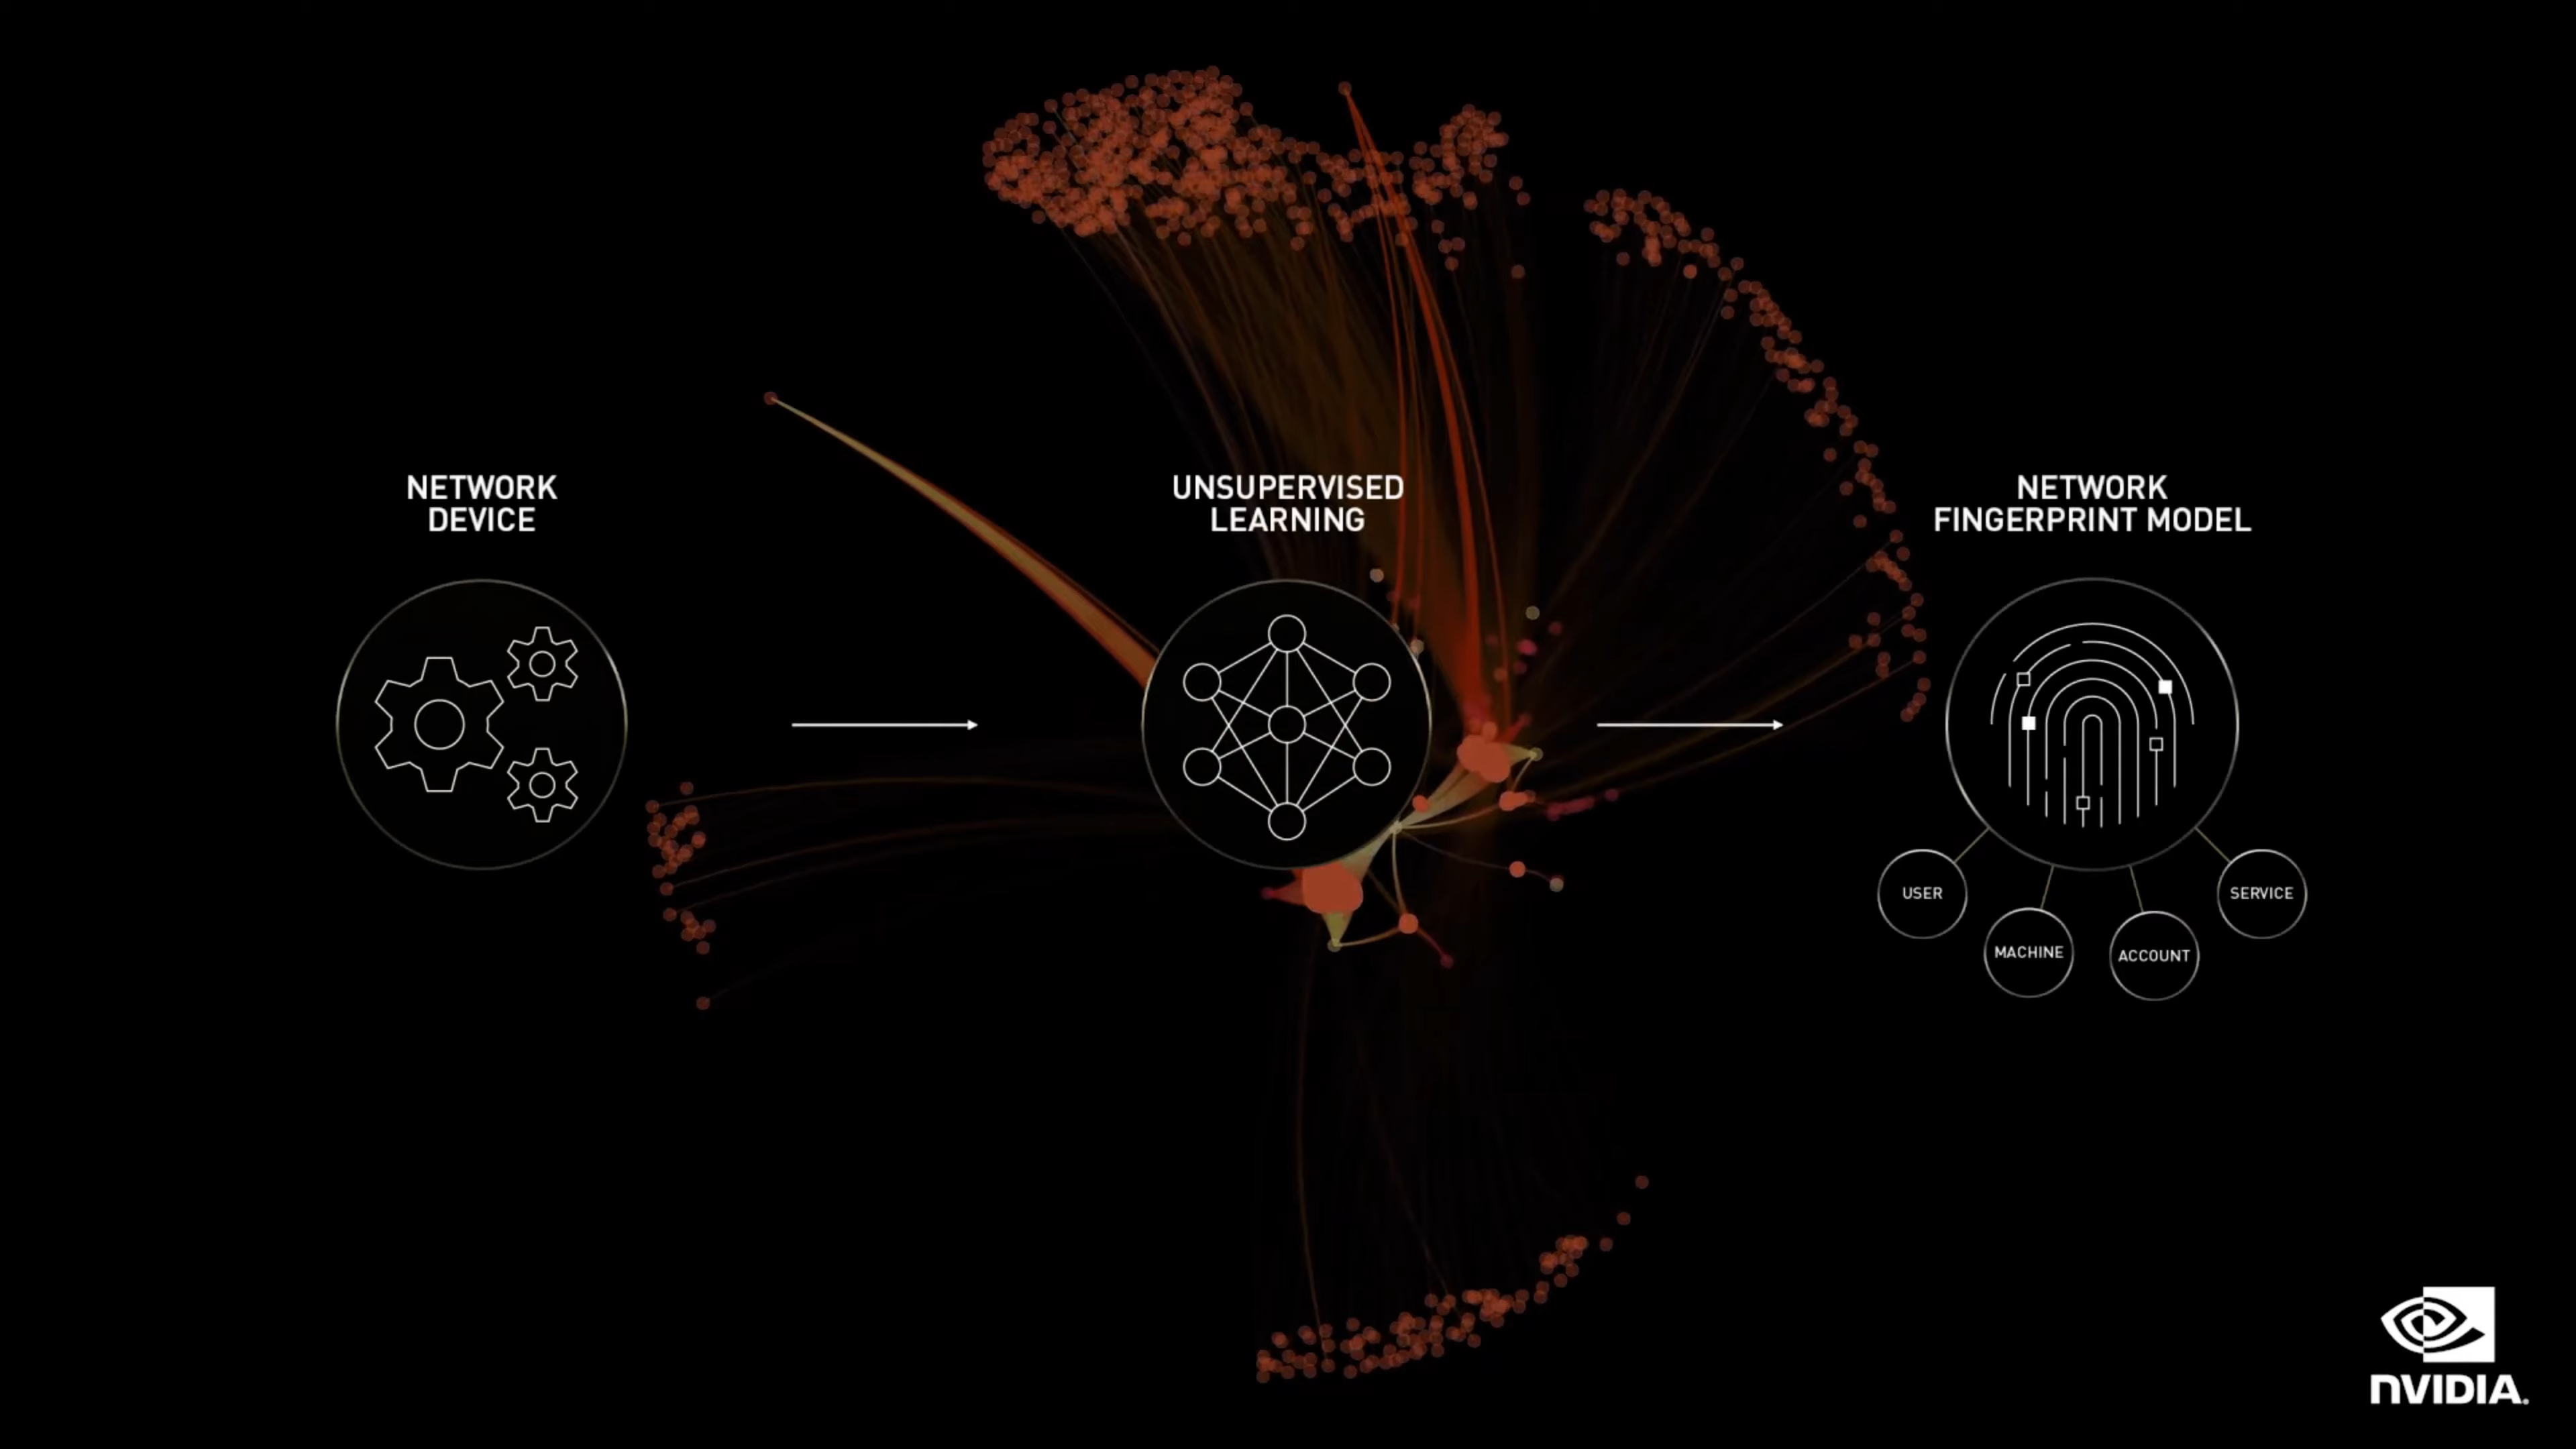 NETWORK
DEVICE
UNSUPERVISED
LEARNING
NETWORK
FINGERPRINT MODEL
USER
MACHINE
ACCOUNT
SERVICE
NVIDIA.